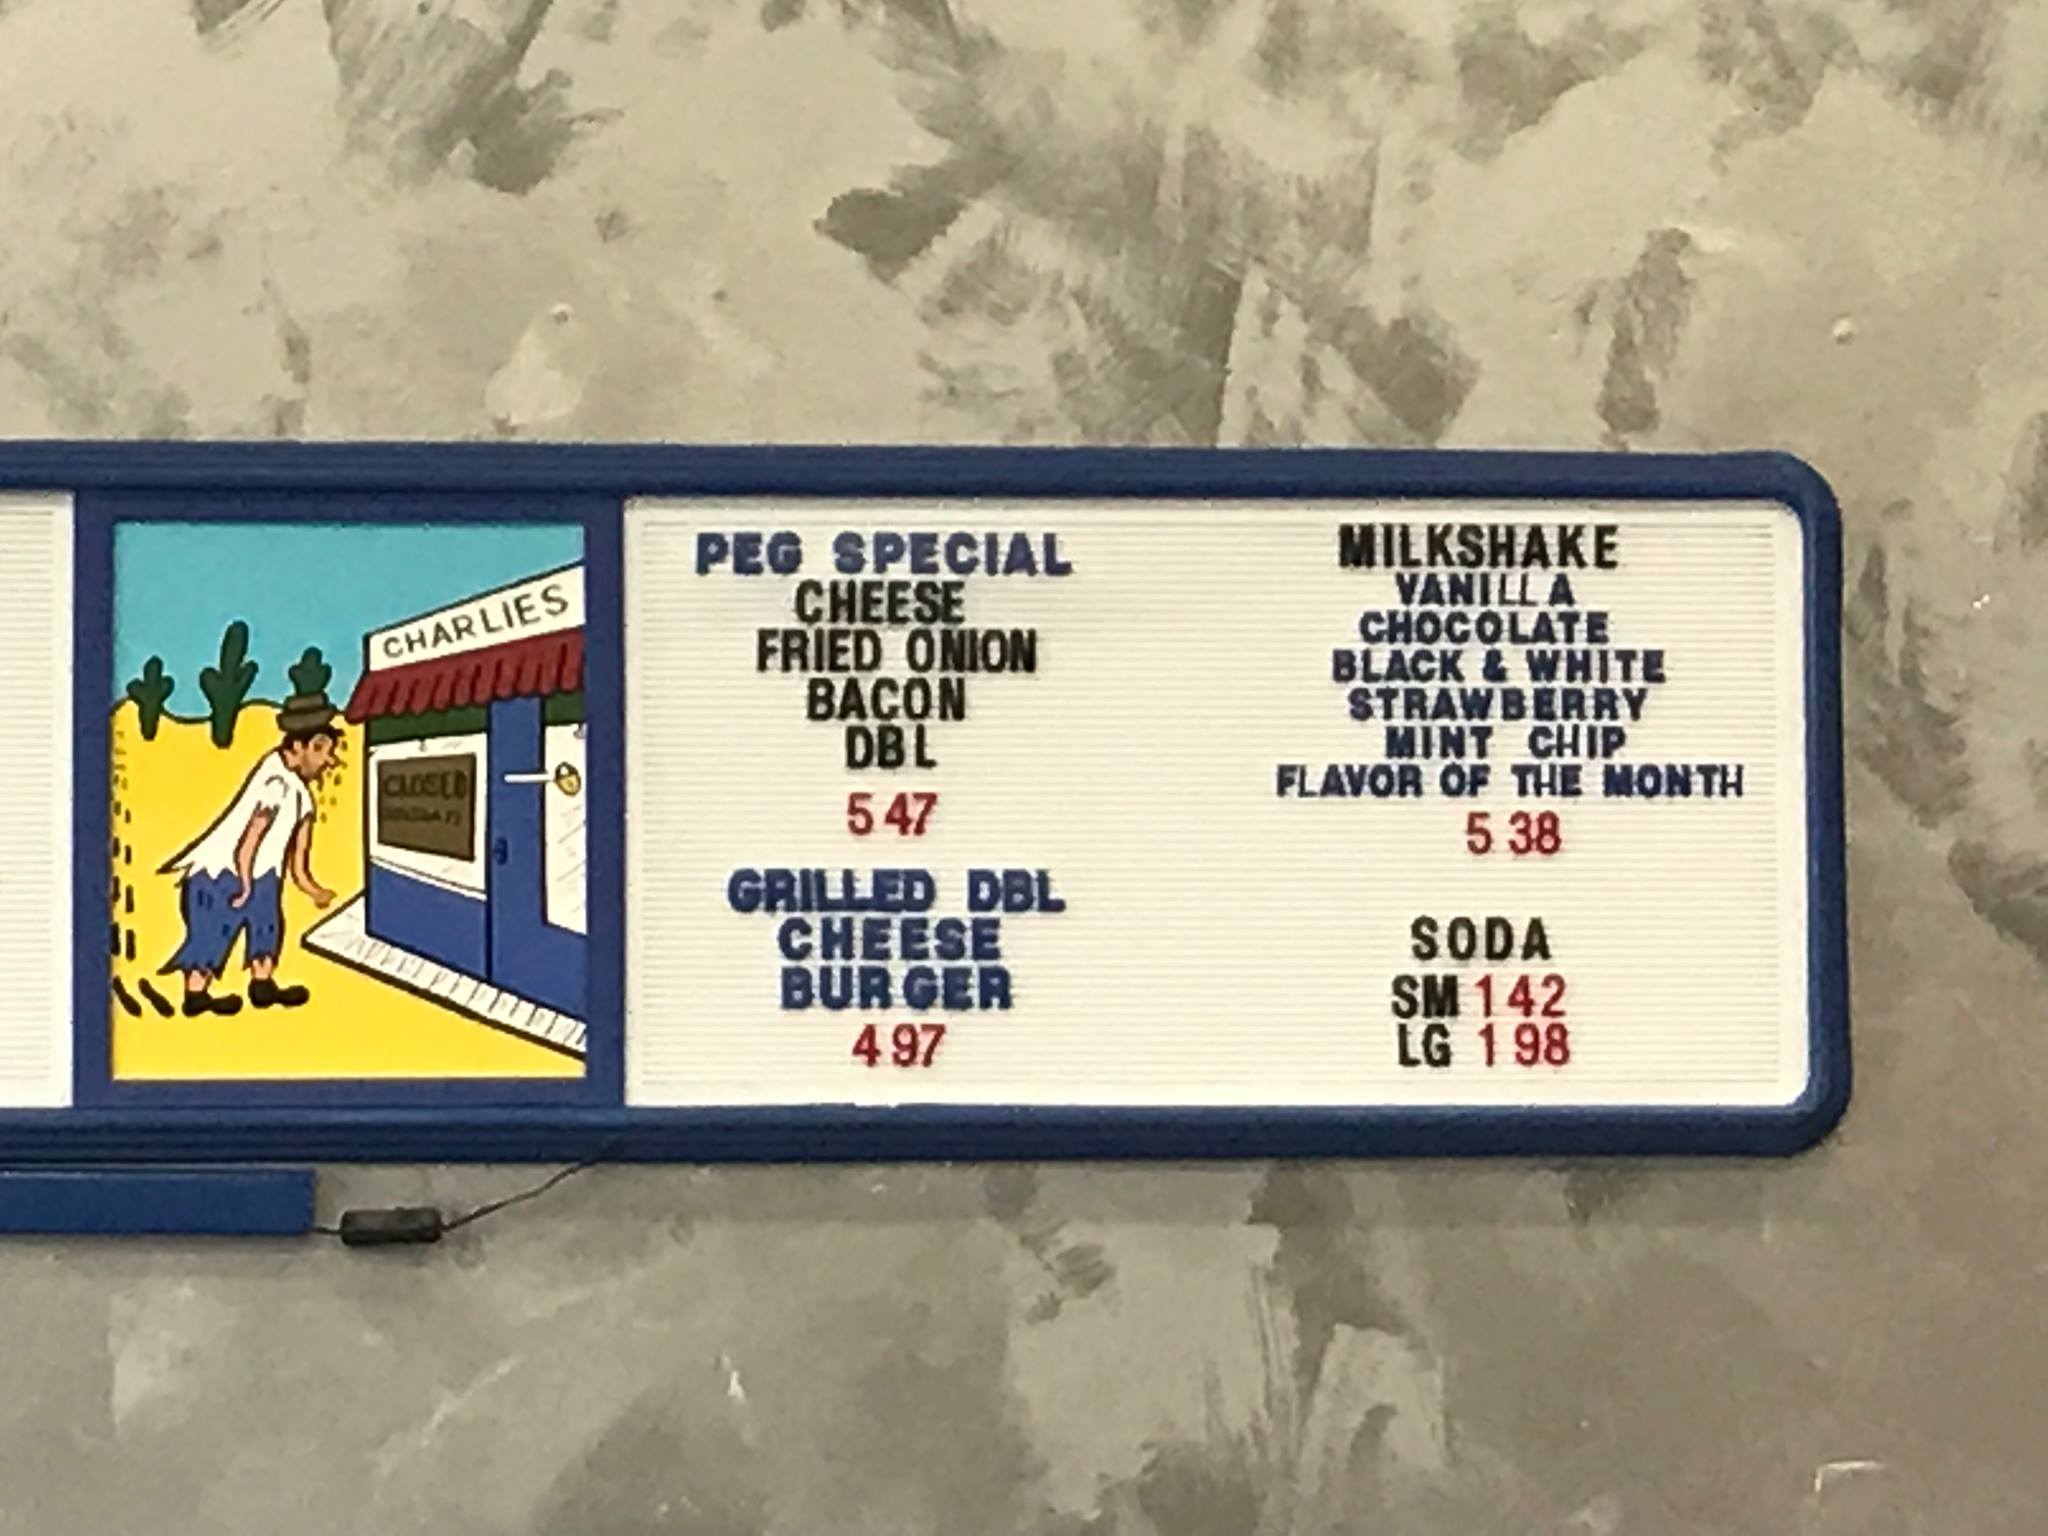 CHARLIES
CLOSED
PEG SPECIAL
CHEESE
FRIED ONION
BACON
DBL
5 47
GRILLED DBL
CHEESE
BURGER
4 97
MILKSHAKE
VANILLA
CHOCOLATE
BLACK & WHITE
STRAWBERRY
MINT CHIP
FLAVOR OF THE MONTH
5 38
SODA
SM 1 42
LG 1 98